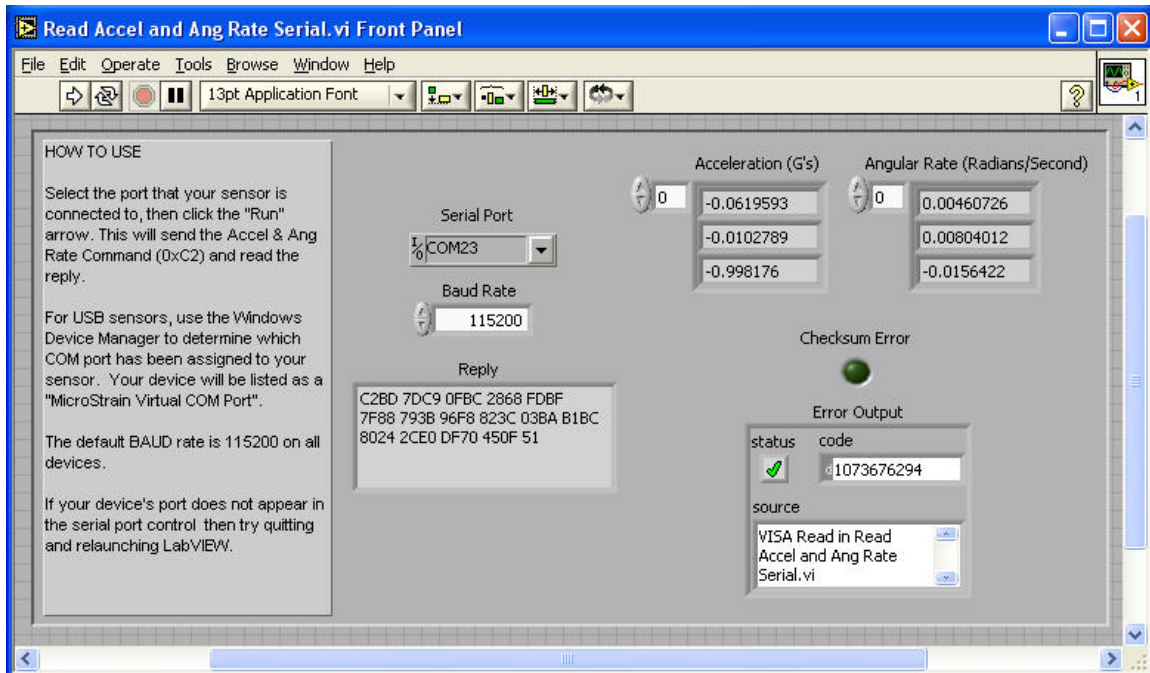 Read Accel and Ang Rate Serial.vi Front Panel
File Edit Operate Tools Browse Window Help
13pt Application Font
?
1
HOW TO USE
Select the port that your sensor is
connected to, then click the "Run"
arrow. This will send the Accel & Ang
Rate Command (0xC2) and read the
reply.
For USB sensors, use the Windows
Device Manager to determine which
COM port has been assigned to your
sensor.  Your device will be listed as a
"MicroStrain Virtual COM Port".
The default BAUD rate is 115200 on all
devices.
If your device's port does not appear in
the serial port control  then try quitting
and relaunching LabVIEW.
Serial Port
I/O COM23
Baud Rate
115200
Reply
C2BD 7DC9 0FBC 2868 FDBF
7F88 793B 96F8 823C 03BA B1BC
8024 2CE0 DF70 450F 51
Acceleration (G's)
0
-0.0619593
-0.0102789
-0.998176
Angular Rate (Radians/Second)
0
0.00460726
0.00804012
-0.0156422
Checksum Error
Error Output
status code
d 1073676294
source
VISA Read in Read
Accel and Ang Rate
Serial.vi